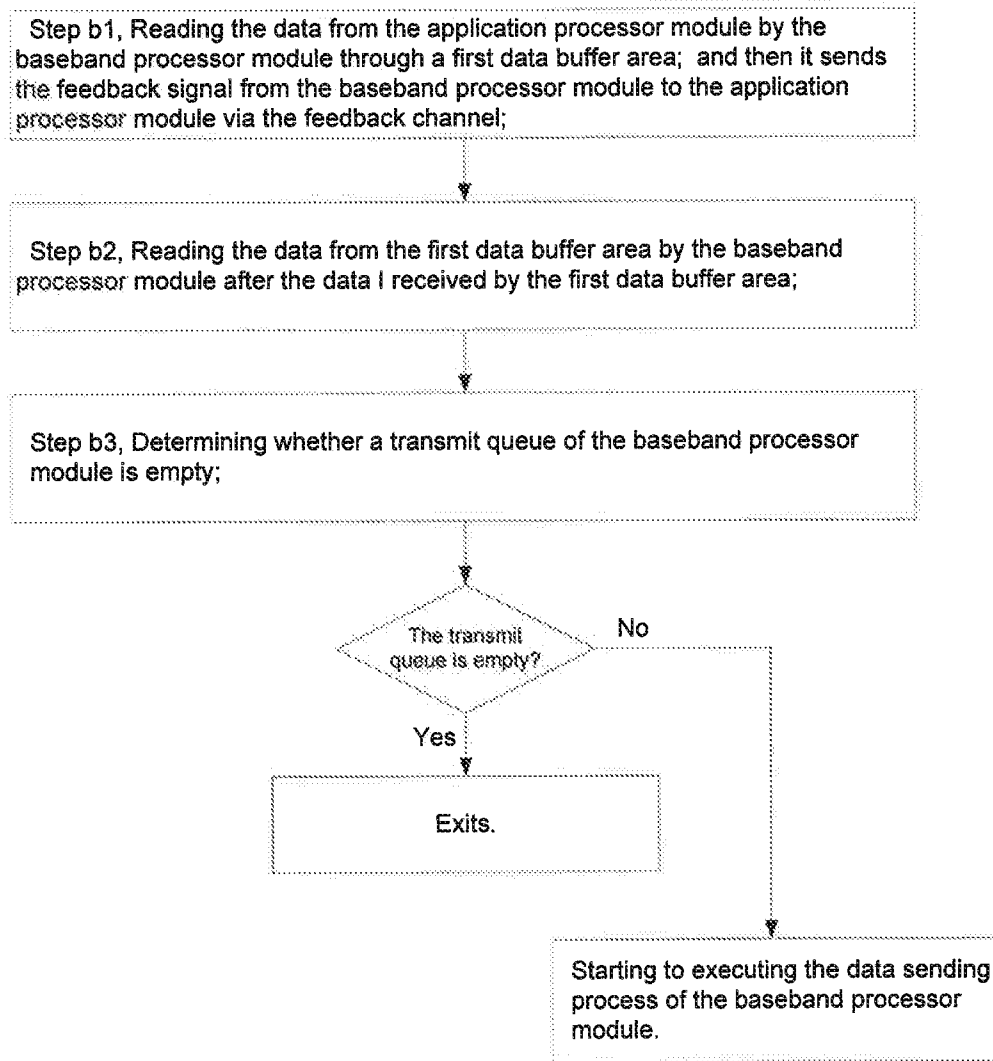 Step b1, Reading the data from the application processor module by the
baseband processor module through a first data buffer area; and then it sends
the feedback signal from the baseband processor module to the application
processor module via the feedback channel;
Step b2, Reading the data from the first data buffer area by the baseband
processor module after the data I received by the first data buffer area;
Step b3, Determining whether a transmit queue of the baseband processor
module is empty;
The transmit
queue is empty?
No
Yes
Exits.
Starting to executing the data sending
process of the baseband processor
module.